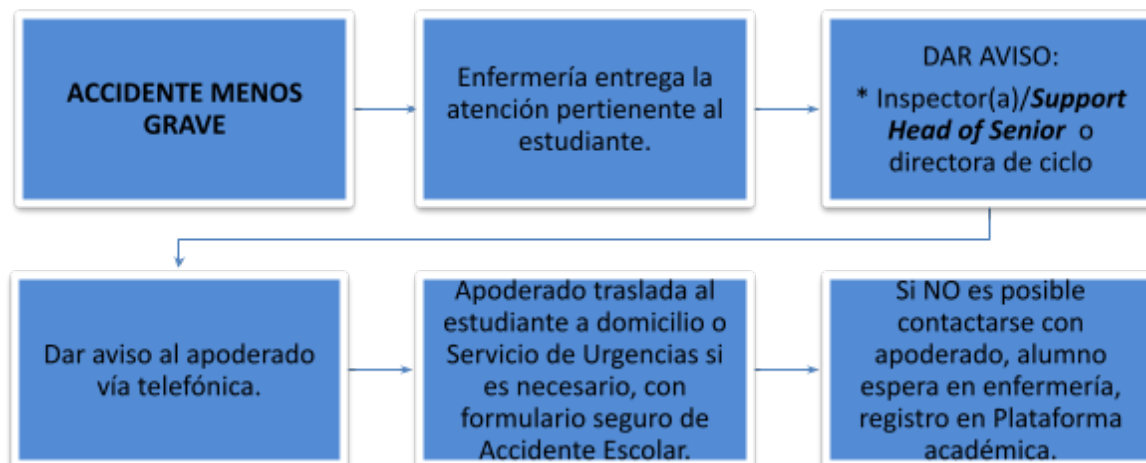 ACCIDENTE MENOS
GRAVE
Enfermería entrega la
atención pertienente al
estudiante.
DAR AVISO:
* Inspector(a)/Support
Head of Senior o
directora de ciclo
Dar aviso al apoderado
vía telefónica.
Apoderado traslada al
estudiante a domicilio o
Servicio de Urgencias si
es necesario, con
formulario seguro de
Accidente Escolar.
Si NO es posible
contactarse con
apoderado, alumno
espera en enfermería,
registro en Plataforma
académica.